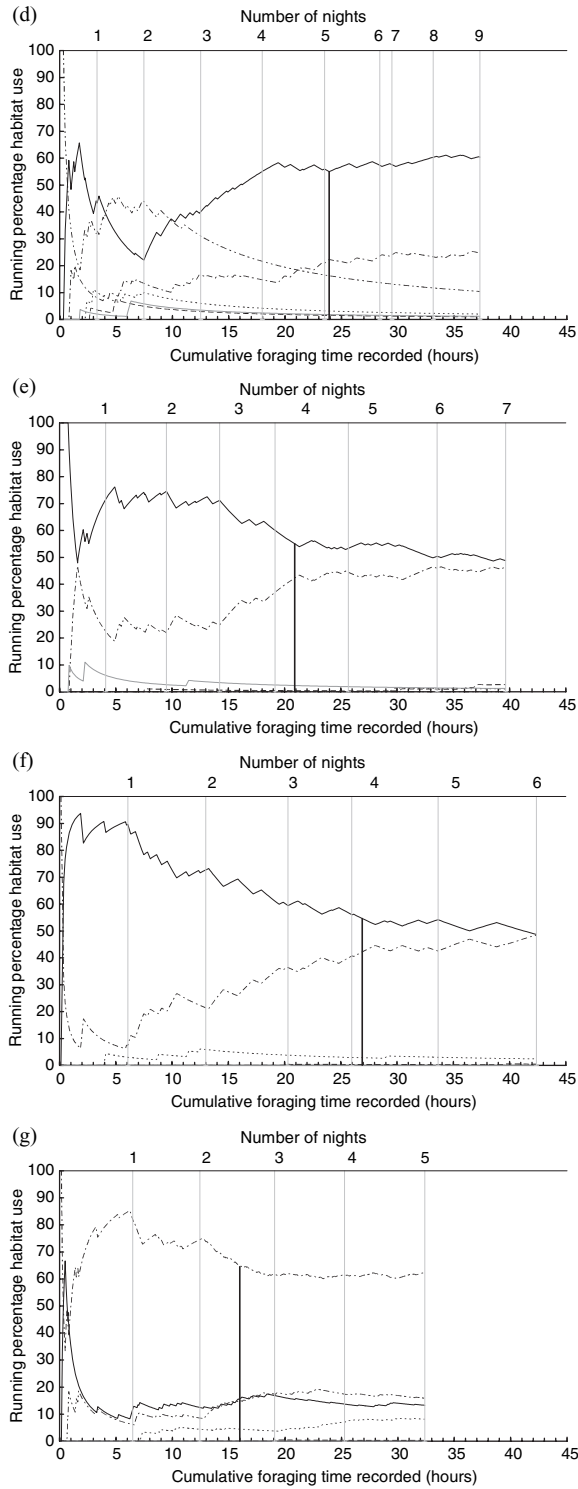 (d)
Number of nights
1 2 3 4 5 6 7 8 9
100
90
80
70
60
50
40
30
20
10
0
Running percentage habitat use
0 5 10 15 20 25 30 35 40 45
Cumulative foraging time recorded (hours)
(e)
Number of nights
1 2 3 4 5 6 7
100
90
80
70
60
50
40
30
20
10
0
Running percentage habitat use
0 5 10 15 20 25 30 35 40 45
Cumulative foraging time recorded (hours)
(f)
Number of nights
1 2 3 4 5 6
100
90
80
70
60
50
40
30
20
10
0
Running percentage habitat use
0 5 10 15 20 25 30 35 40 45
Cumulative foraging time recorded (hours)
(g)
Number of nights
1 2 3 4 5
100
90
80
70
60
50
40
30
20
10
0
Running percentage habitat use
0 5 10 15 20 25 30 35 40 45
Cumulative foraging time recorded (hours)